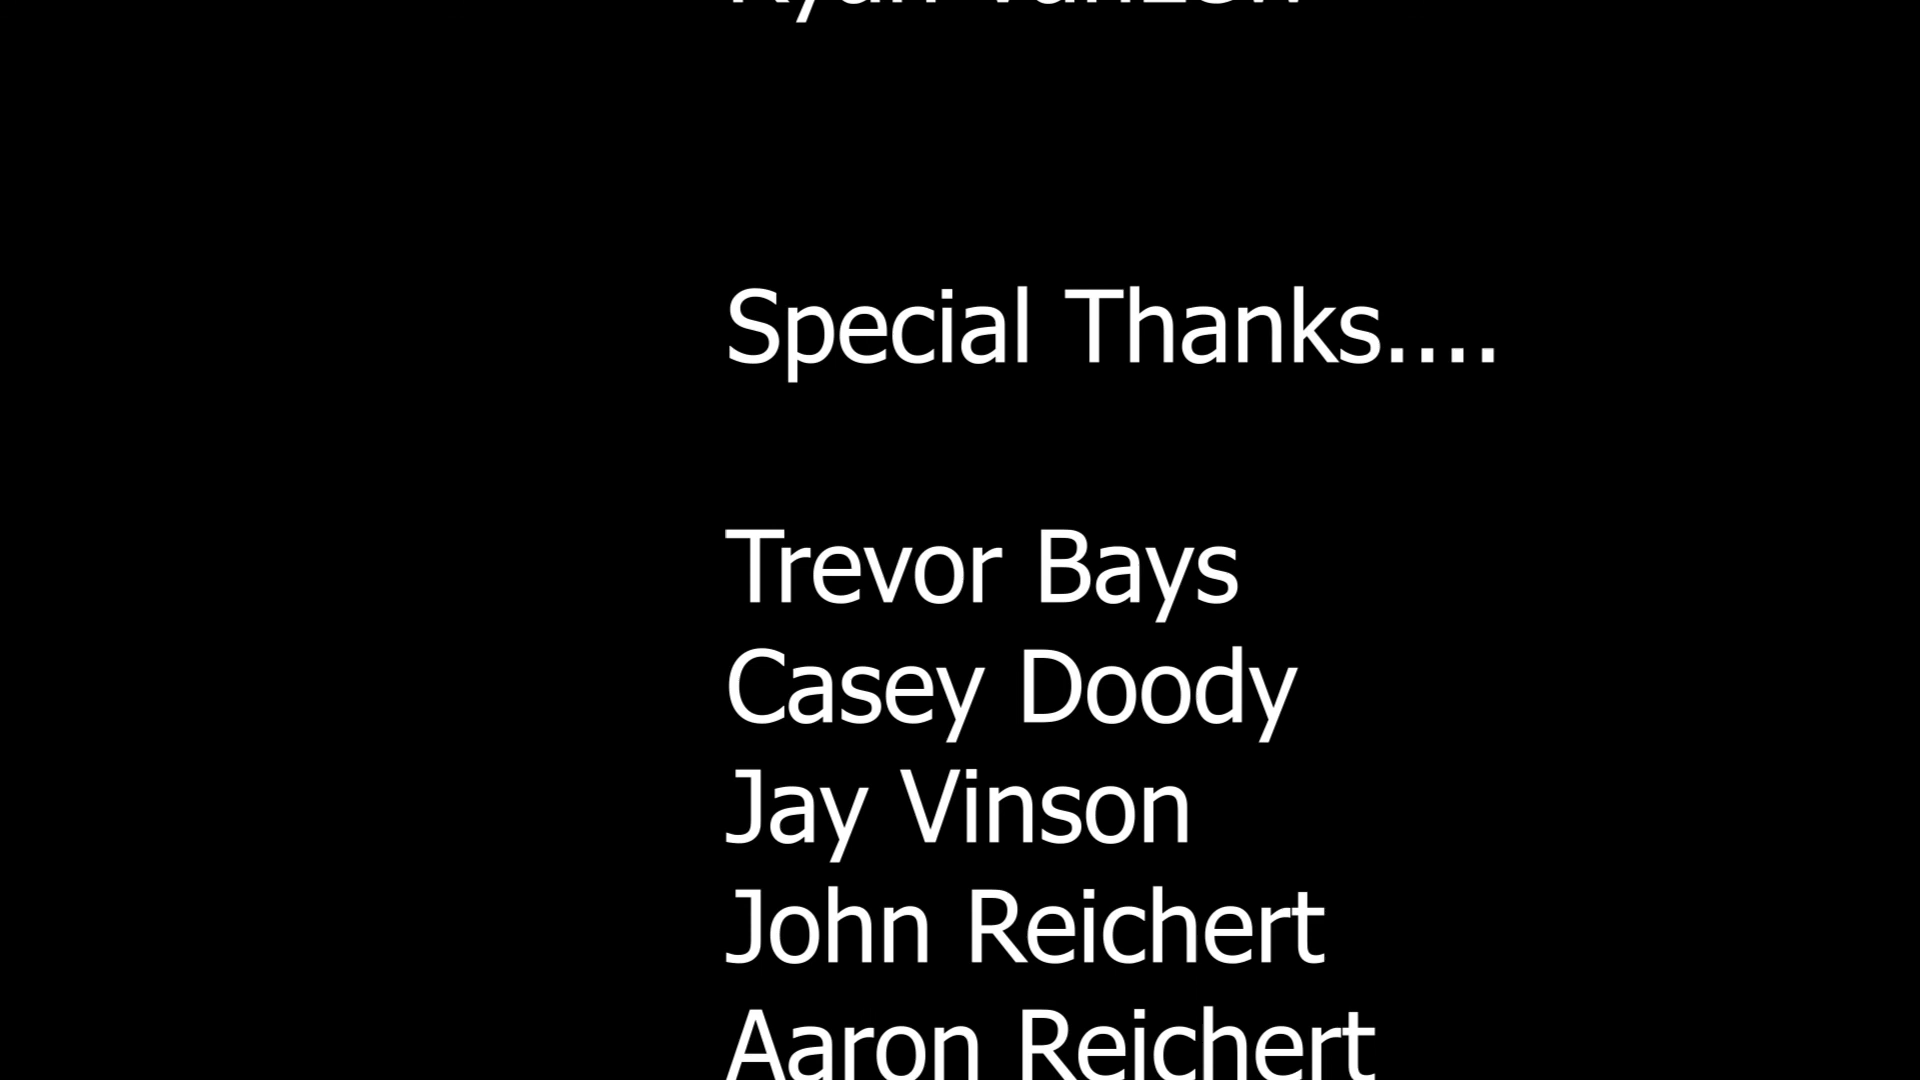 Special Thanks....
Trevor Bays
Casey Doody
Jay Vinson
John Reichert
Aaron Reichert